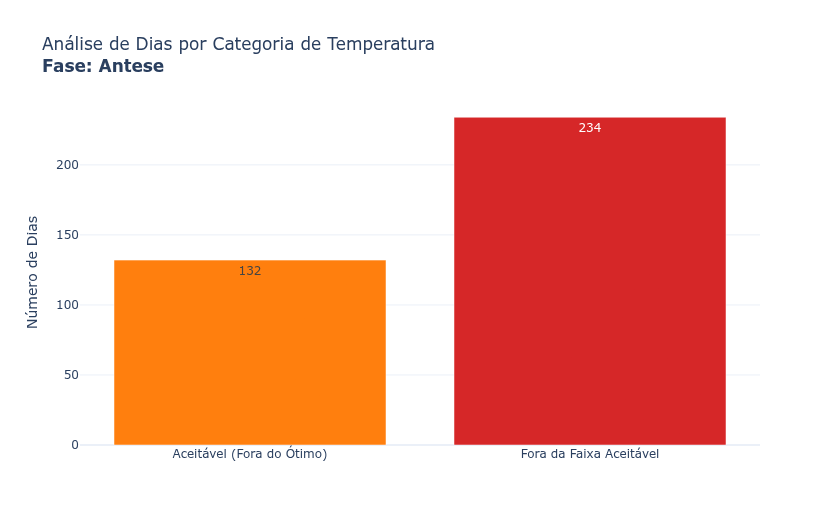 Análise de Dias por Categoria de Temperatura
Fase: Antese
Número de Dias
200
150
100
50
0
132
234
Aceitável (Fora do Ótimo)
Fora da Faixa Aceitável